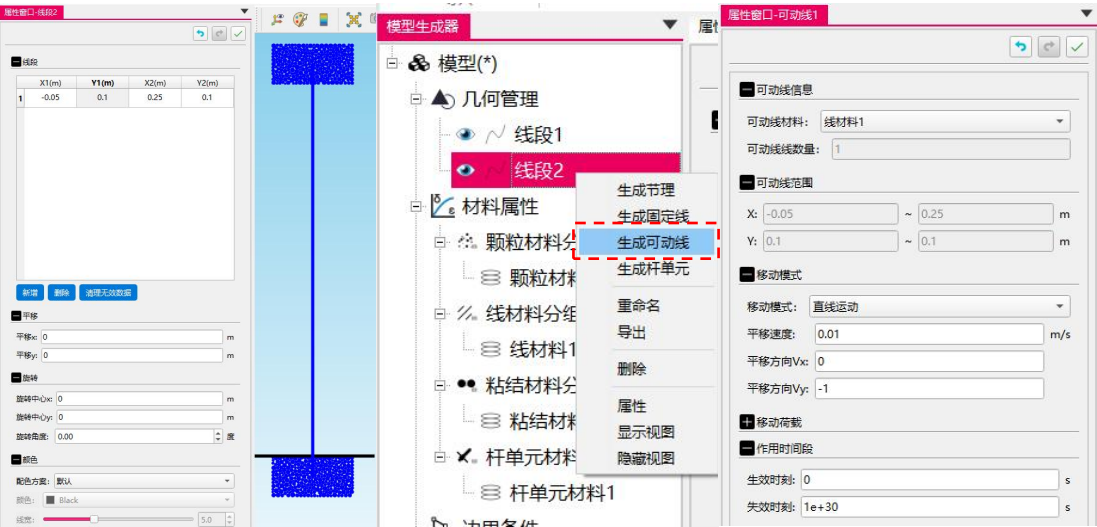 属性窗口-线段2
线段
X1(m) Y1(m) X2(m) Y2(m)
1 -0.05 0.1 0.25 0.1
新增 删除 清理无效数据
平移
平移x: 0 m
平移y: 0 m
旋转
旋转中心x: 0 m
旋转中心y: 0 m
旋转角度: 0.00 度
颜色
配色方案: 默认
颜色: Black
线宽: 5.0
模型生成器
属
模型(*)
几何管理
线段1
线段2
材料属性
颗粒材料分
颗粒材料
线材料分组
线材料1
粘结材料分
粘结材料
杆单元材料
杆单元材料1
边界条件
生成节理
生成固定线
生成可动线
生成杆单元
重命名
导出
删除
属性
显示视图
隐藏视图
属性窗口-可动线1
可动线信息
可动线材料: 线材料1
可动线线数量: 1
可动线范围
X: -0.05 ~ 0.25 m
Y: 0.1 ~ 0.1 m
移动模式
移动模式: 直线运动
平移速度: 0.01 m/s
平移方向Vx: 0
平移方向Vy: -1
移动荷载
作用时间段
生效时刻: 0 s
失效时刻: 1e+30 s